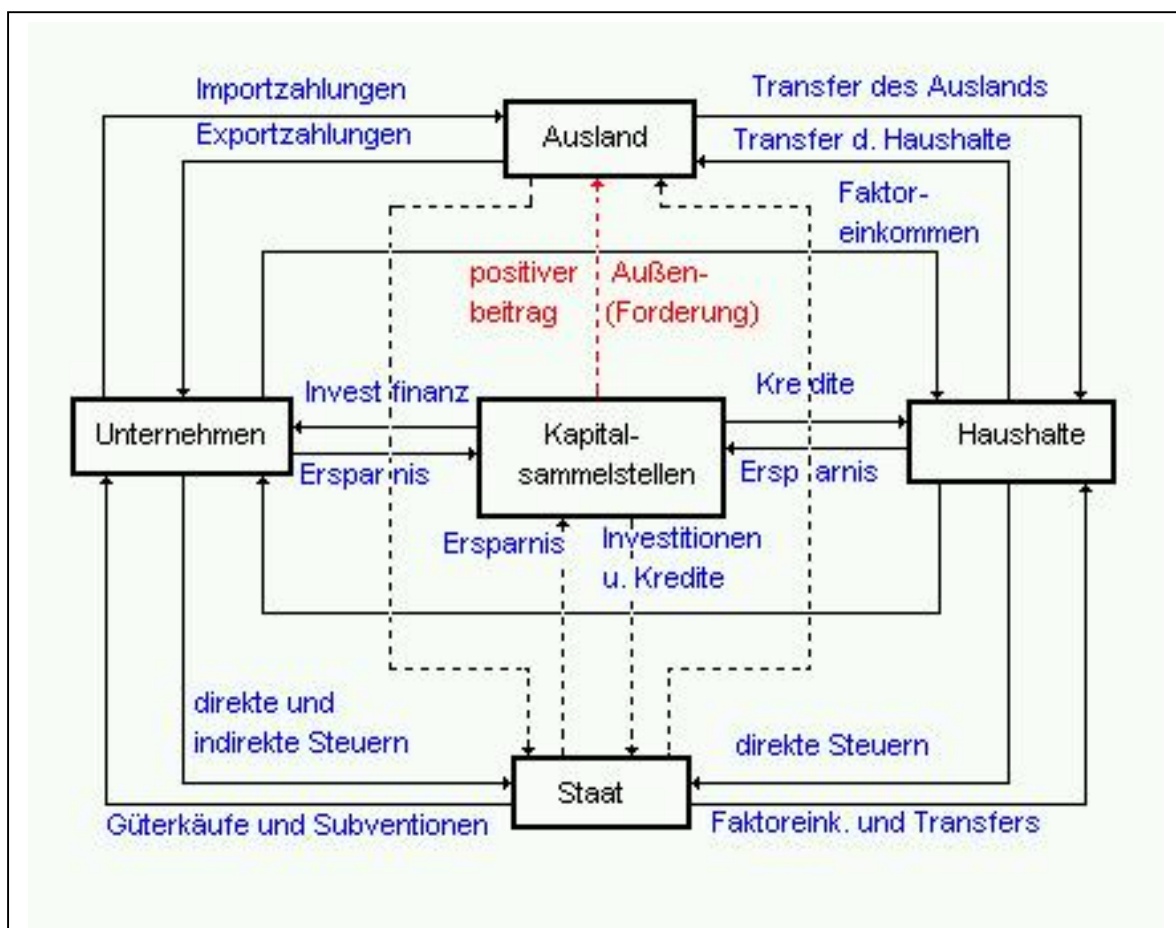 Importzahlungen
Transfer des Auslands
Exportzahlungen
Ausland
Transfer d. Haushalte
Faktor-
einkommen
positiver Außen-
beitrag (Forderung)
Invest finanz
Kre dite
Unternehmen
Kapital-
sammelstellen
Haushalte
Erspar nis
Ersp arnis
Ersparnis
Investitionen
u. Kredite
direkte und
indirekte Steuern
direkte Steuern
Staat
Güterkäufe und Subventionen
Faktoreink. und Transfers